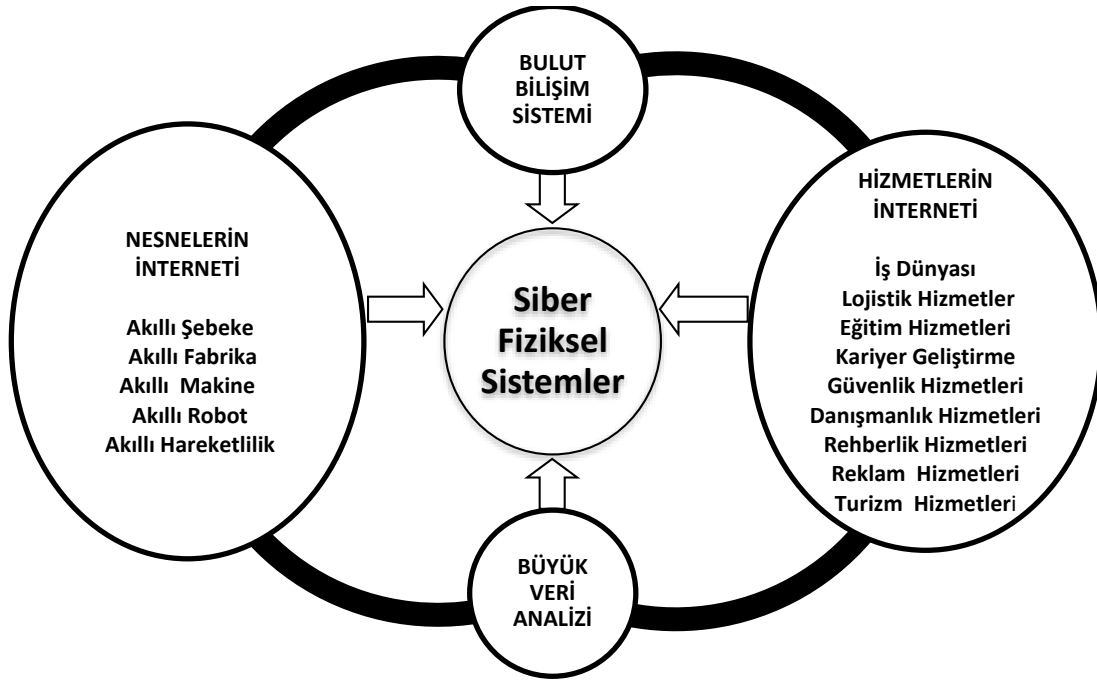 BULUT
BİLİŞİM
SİSTEMİ
NESNELERİN
İNTERNETİ
Akıllı Şebeke
Akıllı Fabrika
Akıllı Makine
Akıllı Robot
Akıllı Hareketlilik
Siber
Fiziksel
Sistemler
HİZMETLERİN
İNTERNETİ
İş Dünyası
Lojistik Hizmetler
Eğitim Hizmetleri
Kariyer Geliştirme
Güvenlik Hizmetleri
Danışmanlık Hizmetleri
Rehberlik Hizmetleri
Reklam Hizmetleri
Turizm Hizmetleri
BÜYÜK
VERİ
ANALİZİ